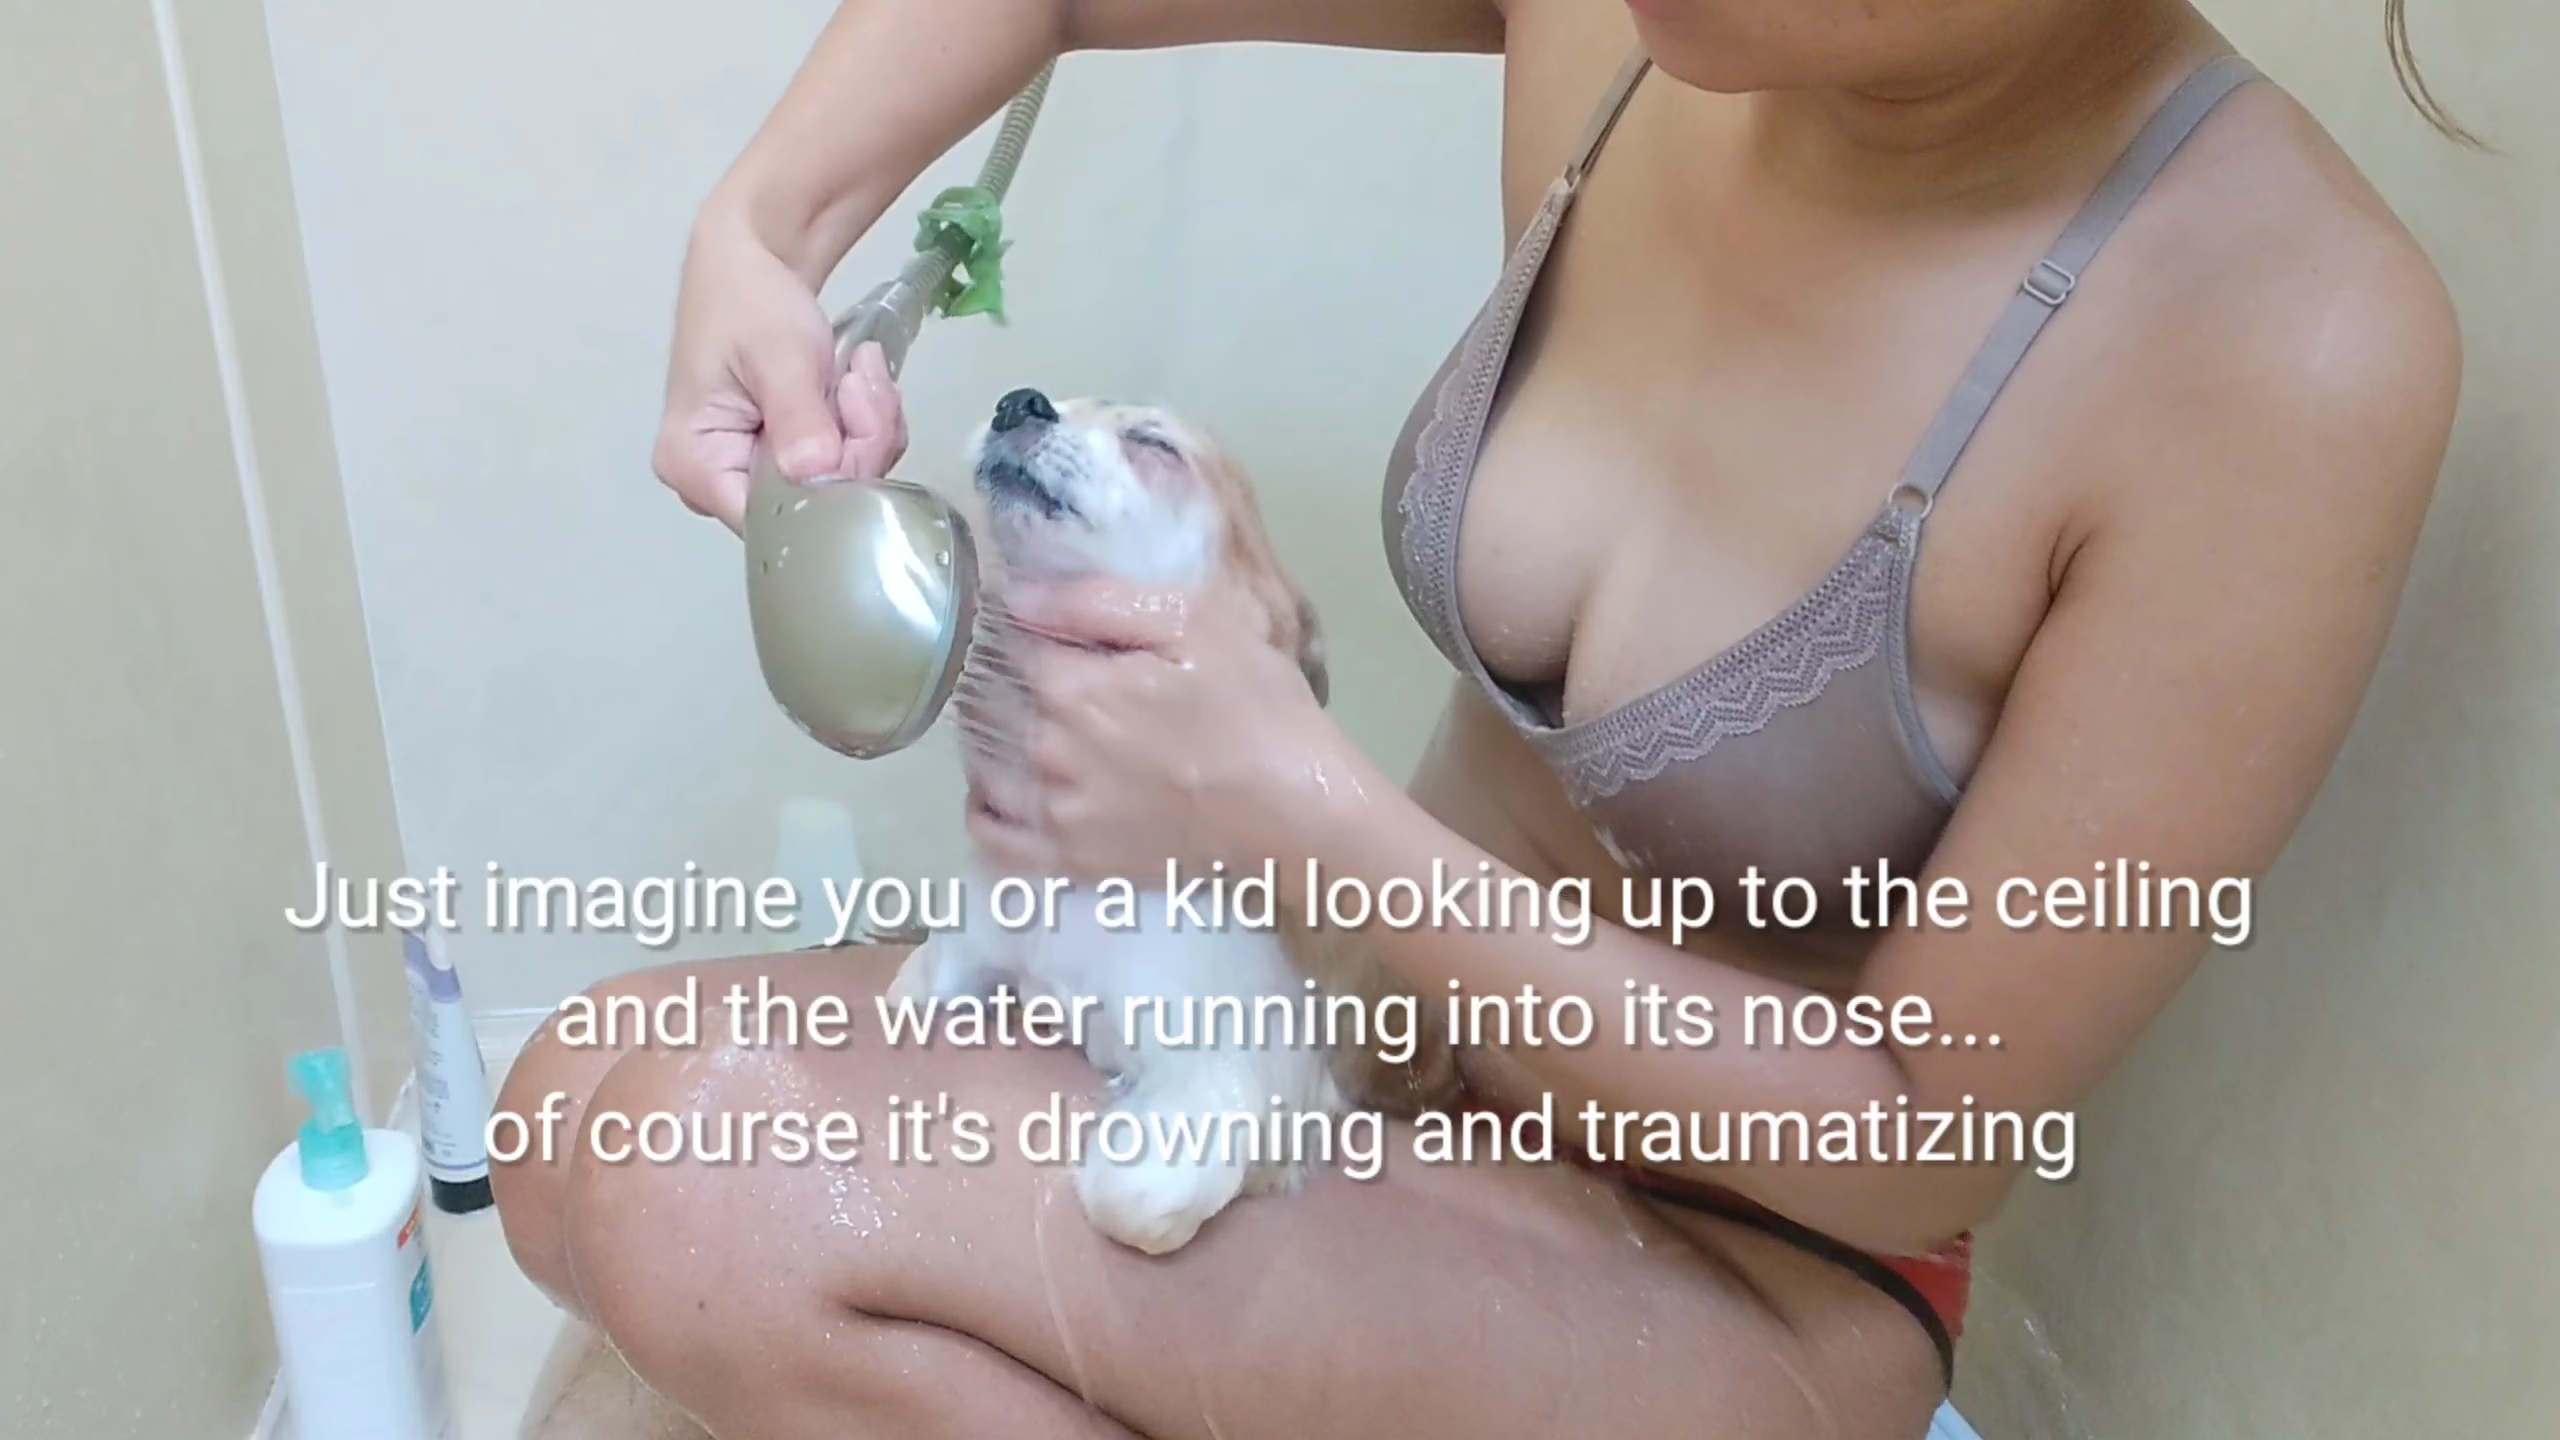 Just imagine you or a kid looking up to the ceiling
and the water running into its nose...
of course it's drowning and traumatizing